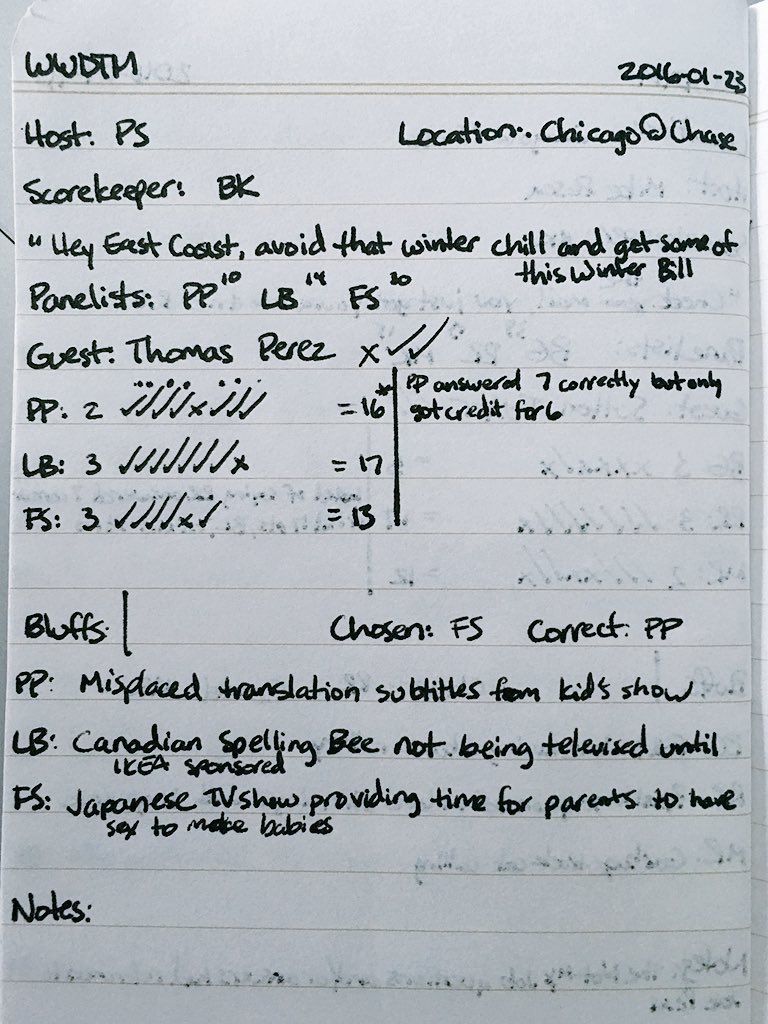 WWDTM 2016-01-23
Host: PS Location: Chicago@Chase
Scorekeeper: BK
"Hey East Coast, avoid that winter chill and get some of
this Winter Bill
Panelists: PP 10 LB 14 FS 20
Guest: Thomas Perez x✓✓
PP: 2 ✓✓✓✓x✓✓✓ = 16*
PP answered 7 correctly but only
got credit for 6
LB: 3 ✓✓✓✓✓✓✓x = 17
FS: 3 ✓✓✓✓x✓ = 13
Bluffs: Chosen: FS Correct: PP
PP: Misplaced translation subtitles from kid's show
LB: Canadian Spelling Bee not being televised until
IKEA sponsored
FS: Japanese TV show providing time for parents to have
sex to make babies
Notes: